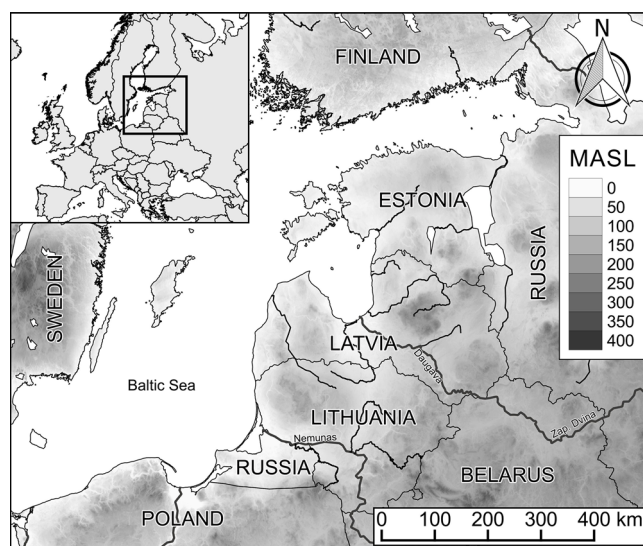 FINLAND
N
MASL
0
50
100
150
200
250
300
350
400
ESTONIA
RUSSIA
SWEDEN
LATVIA
Daugava
Baltic Sea
LITHUANIA
Zap. Dvina
Nemunas
RUSSIA
BELARUS
POLAND
0 100 200 300 400 km